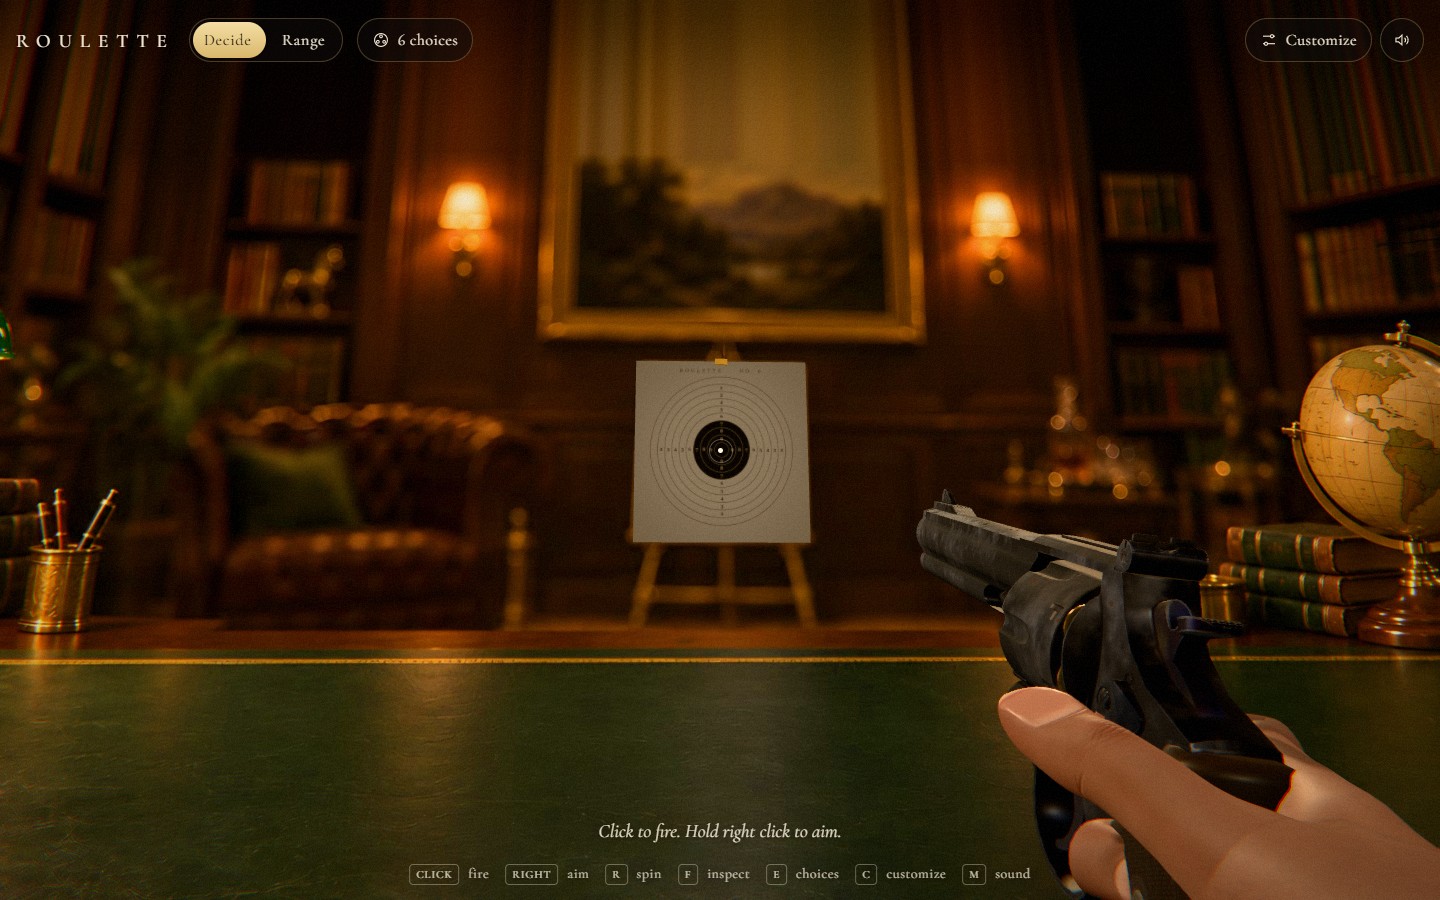 ROULETTE
Decide
Range
6 choices
Customize
Click to fire. Hold right click to aim.
CLICK fire RIGHT aim R spin F inspect E choices C customize M sound